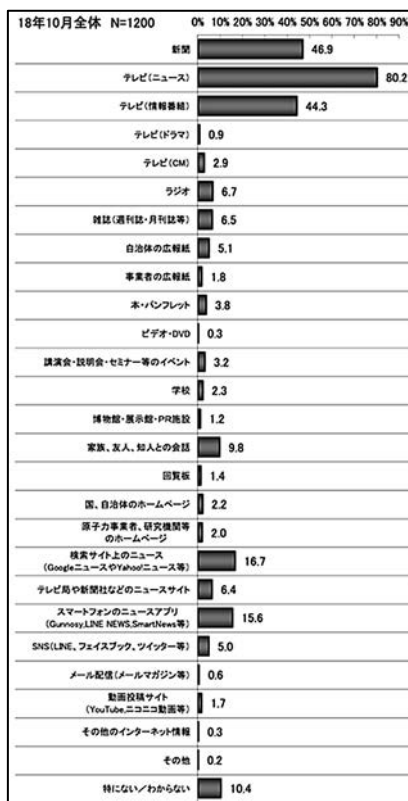 18年10月全体 N=1200
0% 10% 20% 30% 40% 50% 60% 70% 80% 90%
新聞 46.9
テレビ(ニュース) 80.2
テレビ(情報番組) 44.3
テレビ(ドラマ) 0.9
テレビ(CM) 2.9
ラジオ 6.7
雑誌(週刊誌・月刊誌等) 6.5
自治体の広報紙 5.1
事業者の広報紙 1.8
本・パンフレット 3.8
ビデオ・DVD 0.3
講演会・説明会・セミナー等のイベント 3.2
学校 2.3
博物館・展示館・PR施設 1.2
家族、友人、知人との会話 9.8
回覧板 1.4
国、自治体のホームページ 2.2
原子力事業者、研究機関等
のホームページ 2.0
検索サイト上のニュース
(GoogleニュースやYahoo!ニュース等) 16.7
テレビ局や新聞社などのニュースサイト 6.4
スマートフォンのニュースアプリ
(Gunnosy,LINE NEWS,SmartNews等) 15.6
SNS(LINE、フェイスブック、ツイッター等) 5.0
メール配信(メールマガジン等) 0.6
動画投稿サイト
(YouTube,ニコニコ動画等) 1.7
その他のインターネット情報 0.3
その他 0.2
特にない/わからない 10.4